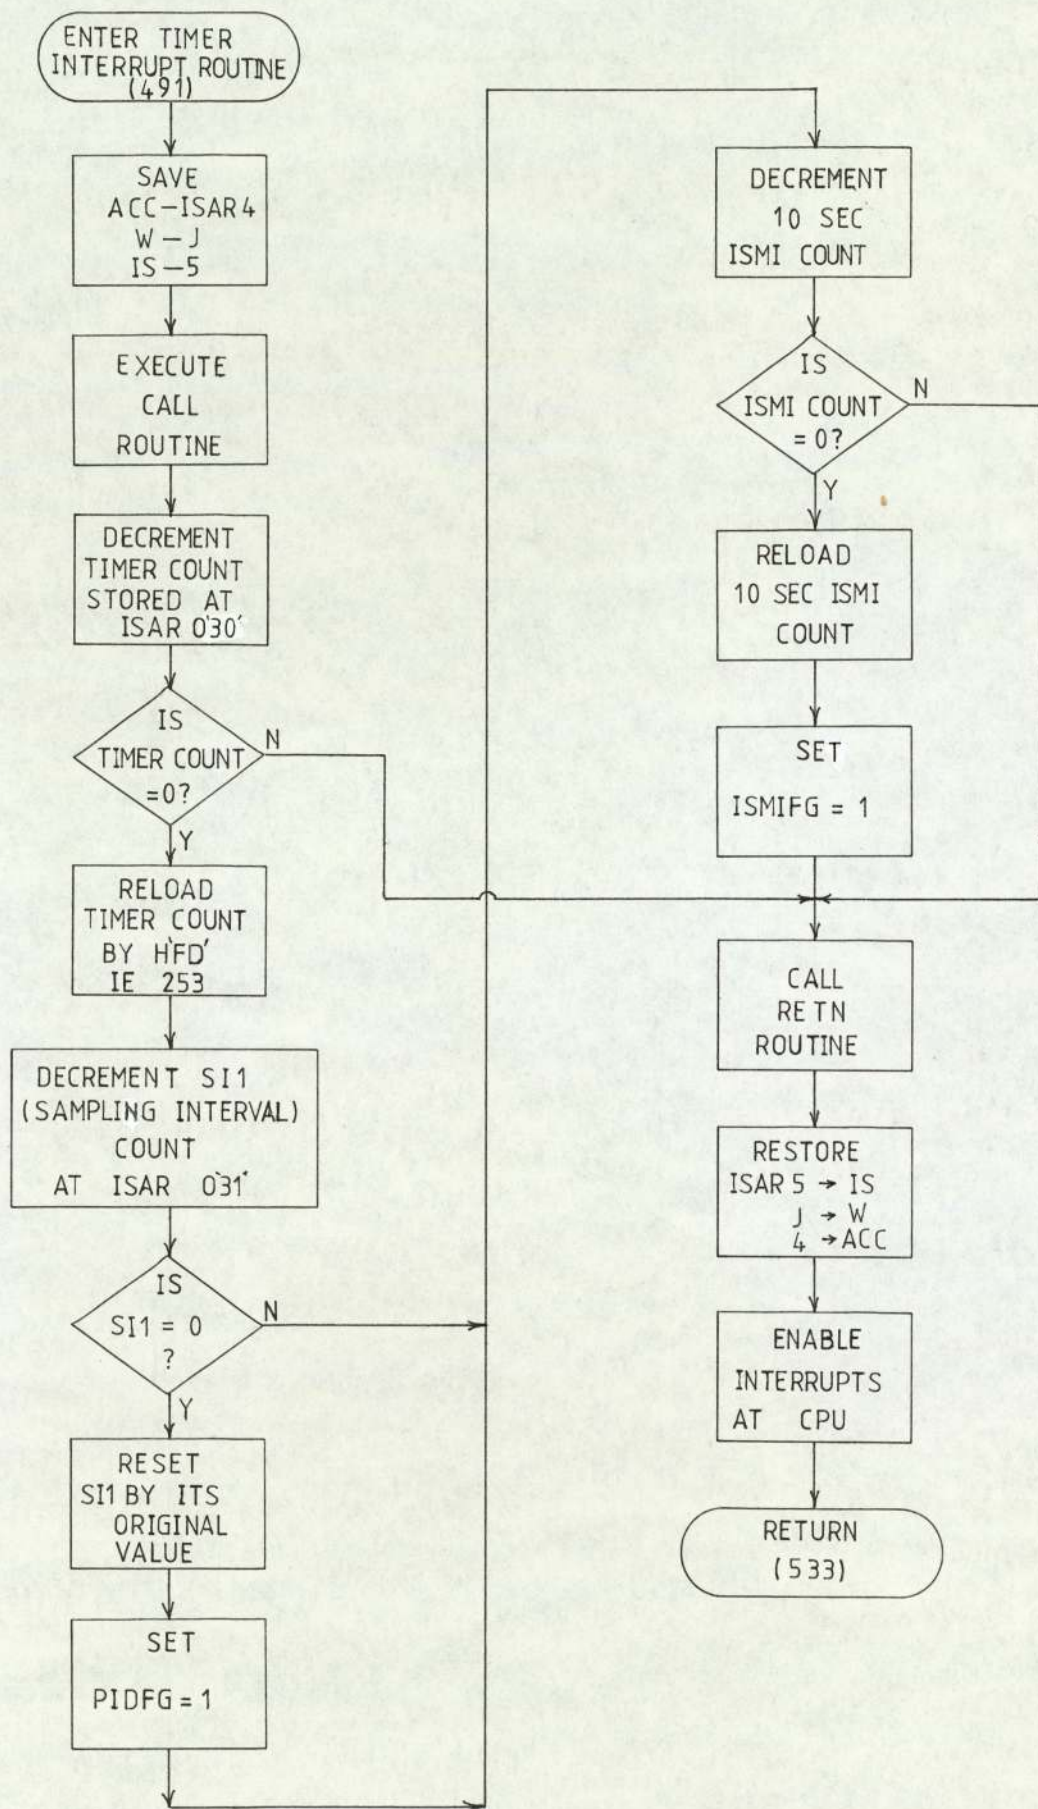 ENTER TIMER
INTERRUPT ROUTINE
(491)
SAVE
ACC-ISAR4
W-J
IS-5
EXECUTE
CALL
ROUTINE
DECREMENT
TIMER COUNT
STORED AT
ISAR O'30'
IS
TIMER COUNT
=0?
N
Y
RELOAD
TIMER COUNT
BY H'FD'
IE 253
DECREMENT SI1
(SAMPLING INTERVAL)
COUNT
AT ISAR O'31'
IS
SI1 = 0
?
N
Y
RESET
SI1 BY ITS
ORIGINAL
VALUE
SET
PIDFG = 1
DECREMENT
10 SEC
ISMI COUNT
IS
ISMI COUNT
= 0?
N
Y
RELOAD
10 SEC ISMI
COUNT
SET
ISMIFG = 1
CALL
RETN
ROUTINE
RESTORE
ISAR 5 → IS
J → W
4 → ACC
ENABLE
INTERRUPTS
AT CPU
RETURN
(533)